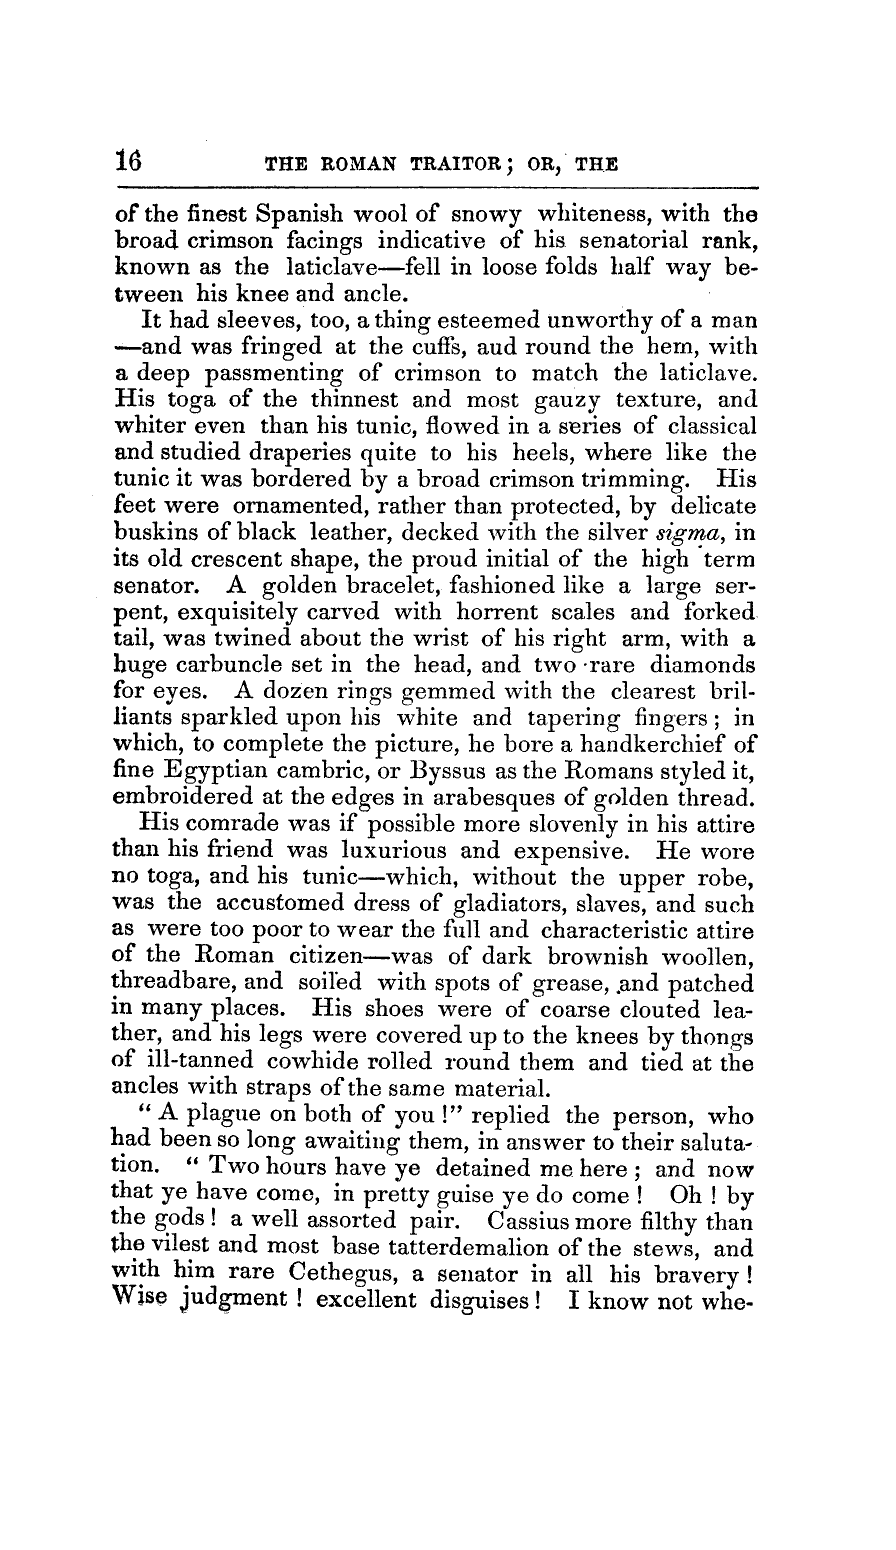 16 THE ROMAN TRAITOR; OR, THE
of the finest Spanish wool of snowy whiteness, with the
broad crimson facings indicative of his senatorial rank,
known as the laticlave—fell in loose folds half way be-
tween his knee and ancle.
It had sleeves, too, a thing esteemed unworthy of a man
—and was fringed at the cuffs, aud round the hem, with
a deep passmenting of crimson to match the laticlave.
His toga of the thinnest and most gauzy texture, and
whiter even than his tunic, flowed in a series of classical
and studied draperies quite to his heels, where like the
tunic it was bordered by a broad crimson trimming. His
feet were ornamented, rather than protected, by delicate
buskins of black leather, decked with the silver sigma, in
its old crescent shape, the proud initial of the high term
senator. A golden bracelet, fashioned like a large ser-
pent, exquisitely carved with horrent scales and forked
tail, was twined about the wrist of his right arm, with a
huge carbuncle set in the head, and two rare diamonds
for eyes. A dozen rings gemmed with the clearest bril-
liants sparkled upon his white and tapering fingers; in
which, to complete the picture, he bore a handkerchief of
fine Egyptian cambric, or Byssus as the Romans styled it,
embroidered at the edges in arabesques of golden thread.
His comrade was if possible more slovenly in his attire
than his friend was luxurious and expensive. He wore
no toga, and his tunic—which, without the upper robe,
was the accustomed dress of gladiators, slaves, and such
as were too poor to wear the full and characteristic attire
of the Roman citizen—was of dark brownish woollen,
threadbare, and soiled with spots of grease, and patched
in many places. His shoes were of coarse clouted lea-
ther, and his legs were covered up to the knees by thongs
of ill-tanned cowhide rolled round them and tied at the
ancles with straps of the same material.
"A plague on both of you!" replied the person, who
had been so long awaiting them, in answer to their saluta-
tion. "Two hours have ye detained me here; and now
that ye have come, in pretty guise ye do come! Oh! by
the gods! a well assorted pair. Cassius more filthy than
the vilest and most base tatterdemalion of the stews, and
with him rare Cethegus, a senator in all his bravery!
Wise judgment! excellent disguises! I know not whe-